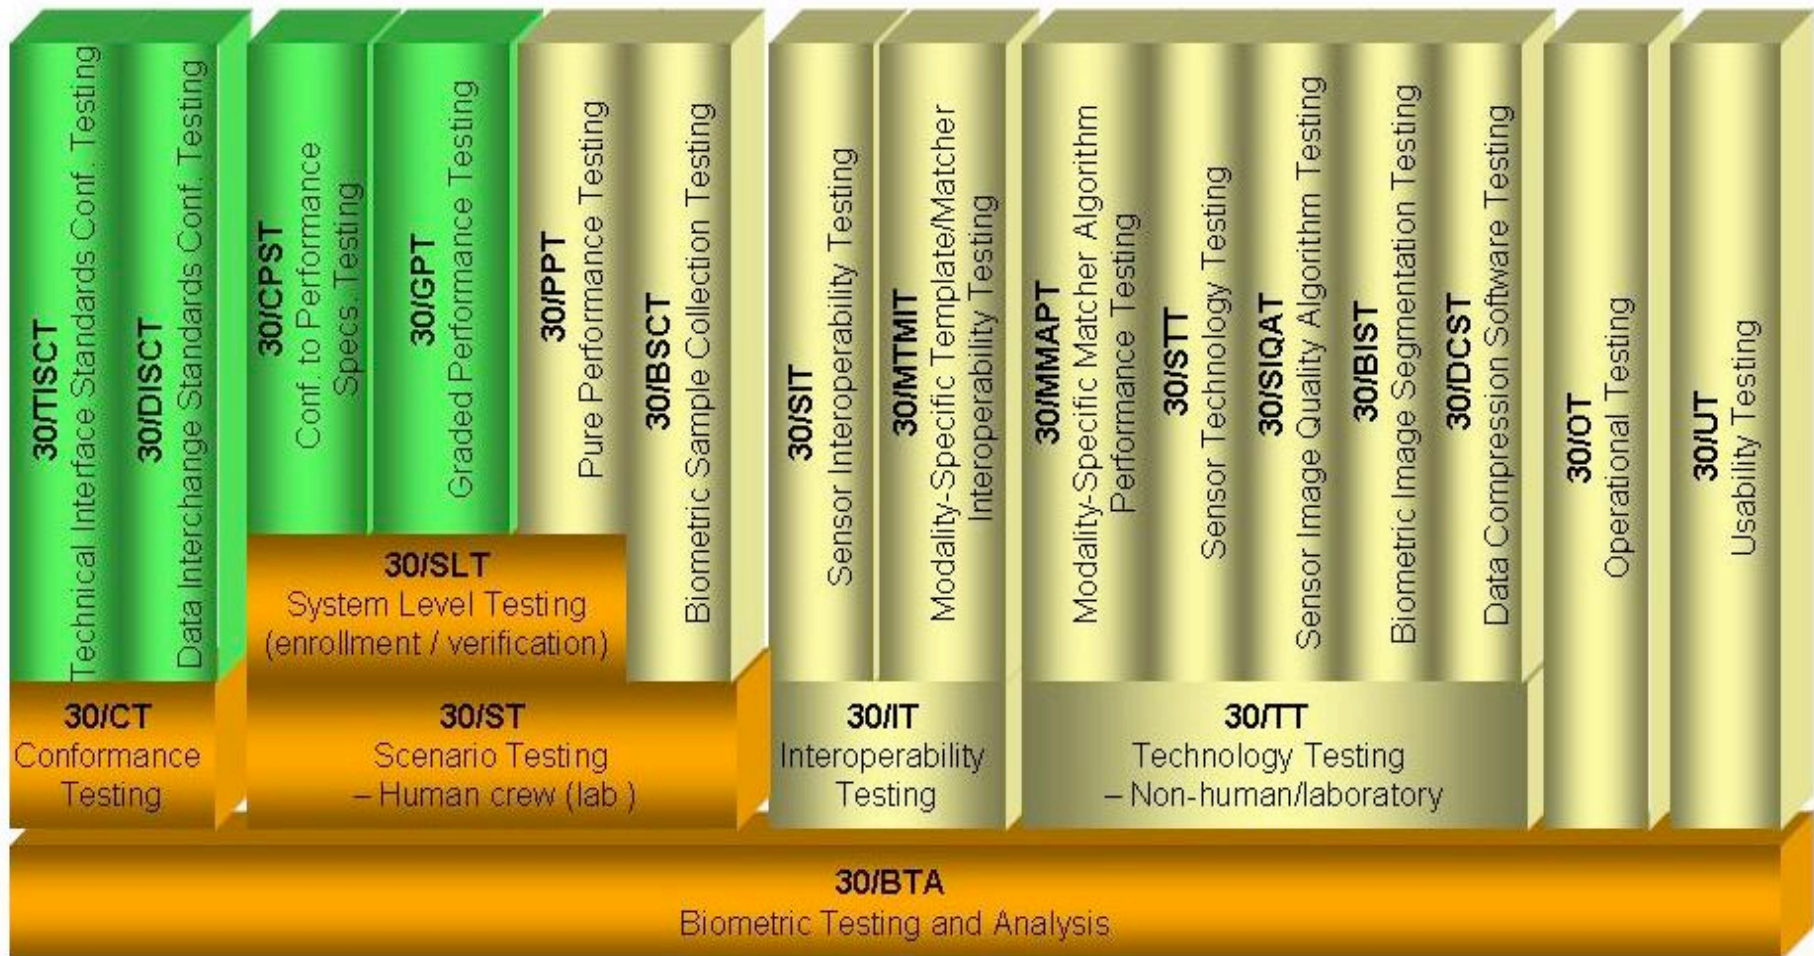 30/TISCT
Technical Interface Standards Conf. Testing
30/DISCT
Data Interchange Standards Conf. Testing
30/CPST
Conf. to Performance
Specs. Testing
30/GPT
Graded Performance Testing
30/PPT
Pure Performance Testing
30/BSCT
Biometric Sample Collection Testing
30/SIT
Sensor Interoperability Testing
30/MTMIT
Modality-Specific Template/Matcher
Interoperability Testing
30/MMAPT
Modality-Specific Matcher Algorithm
Performance Testing
30/STT
Sensor Technology Testing
30/SIQAT
Sensor Image Quality Algorithm Testing
30/BIST
Biometric Image Segmentation Testing
30/DCST
Data Compression Software Testing
30/OT
Operational Testing
30/UT
Usability Testing
30/SLT
System Level Testing
(enrollment / verification)
30/CT
Conformance
Testing
30/ST
Scenario Testing
– Human crew (lab )
30/IT
Interoperability
Testing
30/TT
Technology Testing
– Non-human/laboratory
30/BTA
Biometric Testing and Analysis